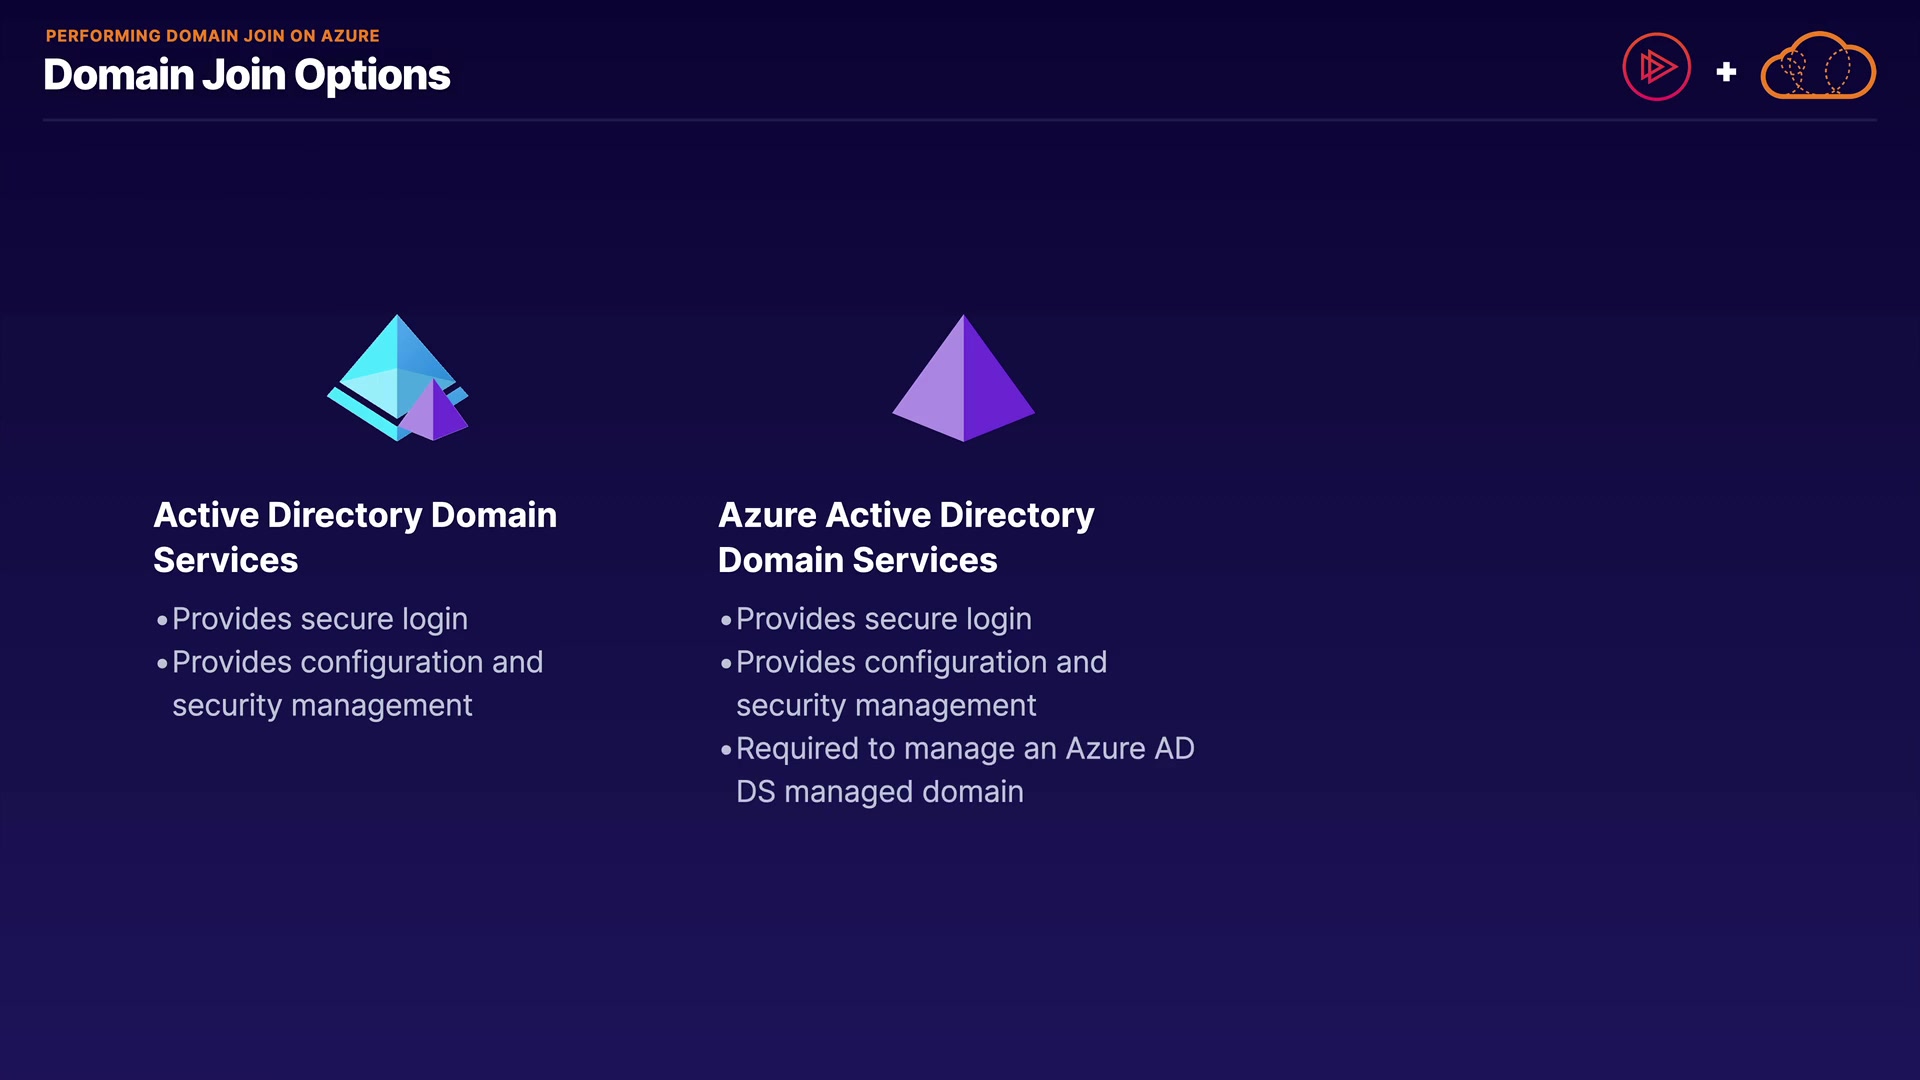 PERFORMING DOMAIN JOIN ON AZURE
Domain Join Options
Active Directory Domain
Services
•Provides secure login
•Provides configuration and
security management
Azure Active Directory
Domain Services
•Provides secure login
•Provides configuration and
security management
•Required to manage an Azure AD
DS managed domain